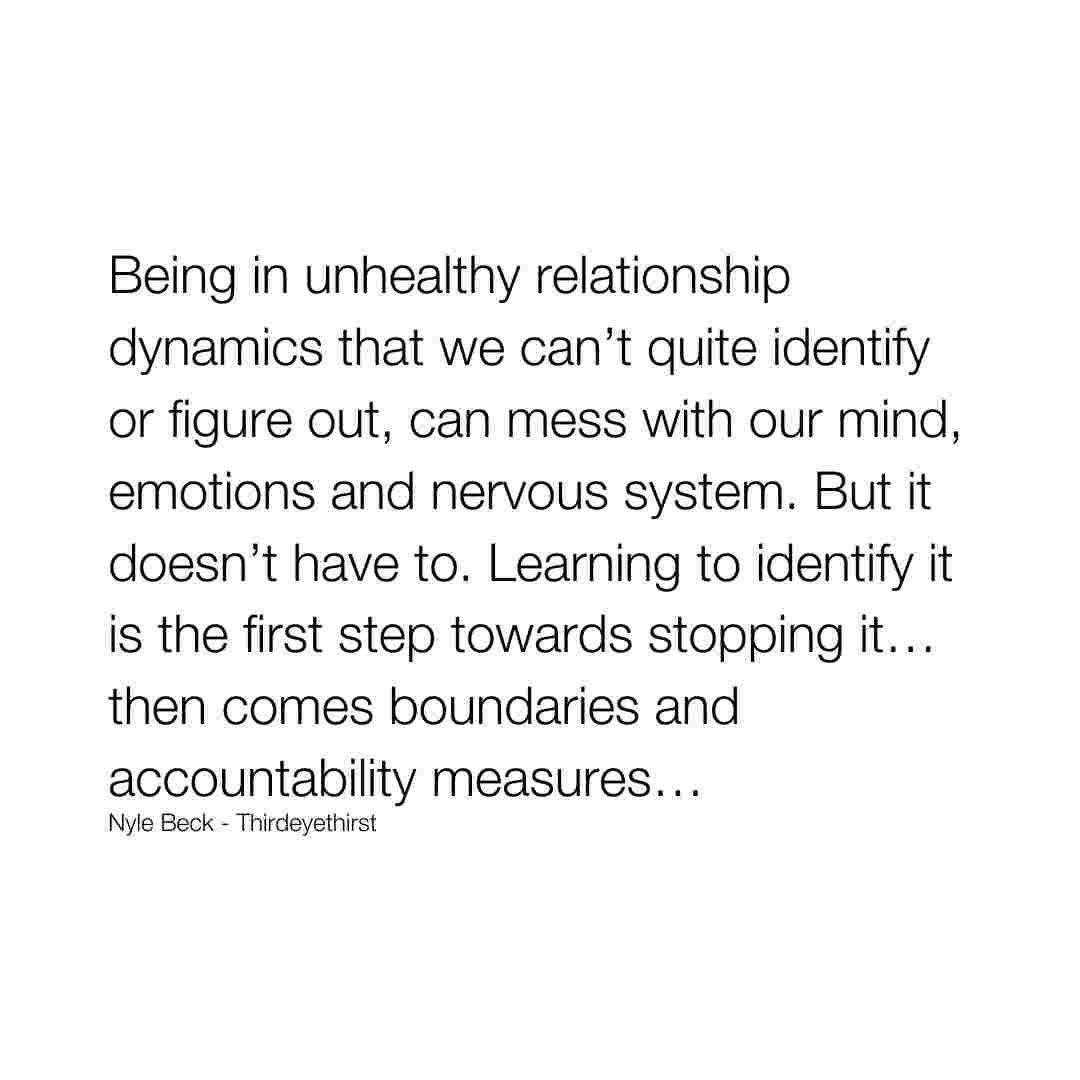 Being in unhealthy relationship
dynamics that we can’t quite identify
or figure out, can mess with our mind,
emotions and nervous system. But it
doesn’t have to. Learning to identify it
is the first step towards stopping it…
then comes boundaries and
accountability measures…
Nyle Beck - Thirdeyethirst